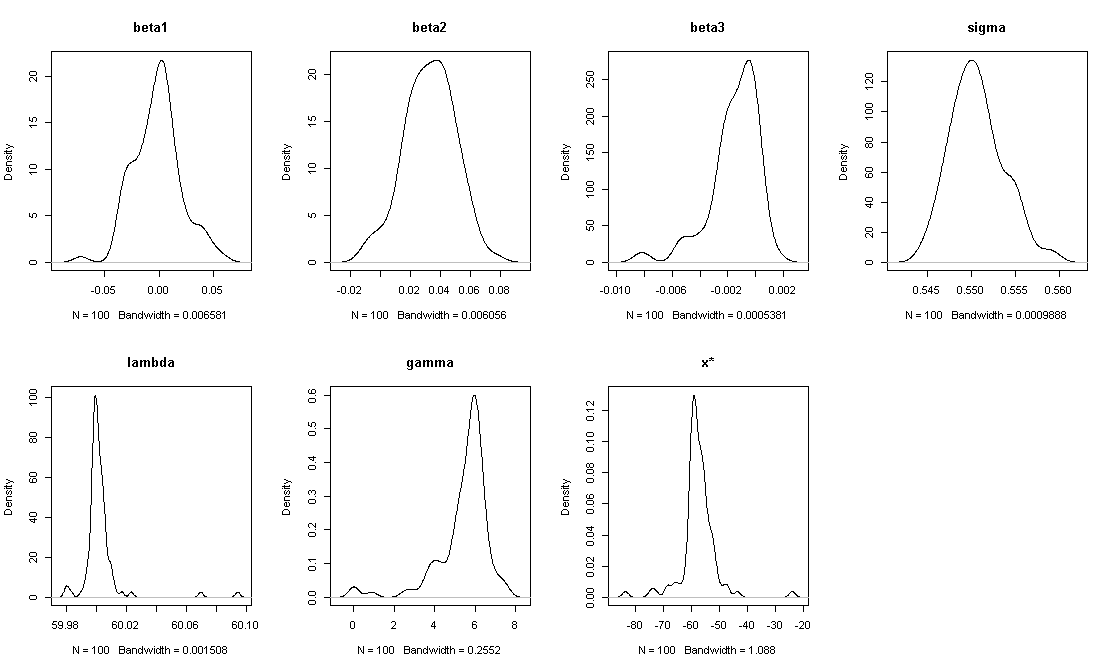 beta1
Density
0 5 10 15 20
-0.05 0.00 0.05
N = 100 Bandwidth = 0.006581
beta2
Density
0 5 10 15 20
-0.02 0.02 0.04 0.06 0.08
N = 100 Bandwidth = 0.006056
beta3
Density
0 50 100 150 200 250
-0.010 -0.006 -0.002 0.002
N = 100 Bandwidth = 0.0005381
sigma
Density
0 20 40 60 80 100 120
0.545 0.550 0.555 0.560
N = 100 Bandwidth = 0.0009888
lambda
Density
0 20 40 60 80 100
59.98 60.02 60.06 60.10
N = 100 Bandwidth = 0.001508
gamma
Density
0.0 0.1 0.2 0.3 0.4 0.5 0.6
0 2 4 6 8
N = 100 Bandwidth = 0.2552
x*
Density
0.00 0.02 0.04 0.06 0.08 0.10 0.12
-80 -70 -60 -50 -40 -30 -20
N = 100 Bandwidth = 1.088